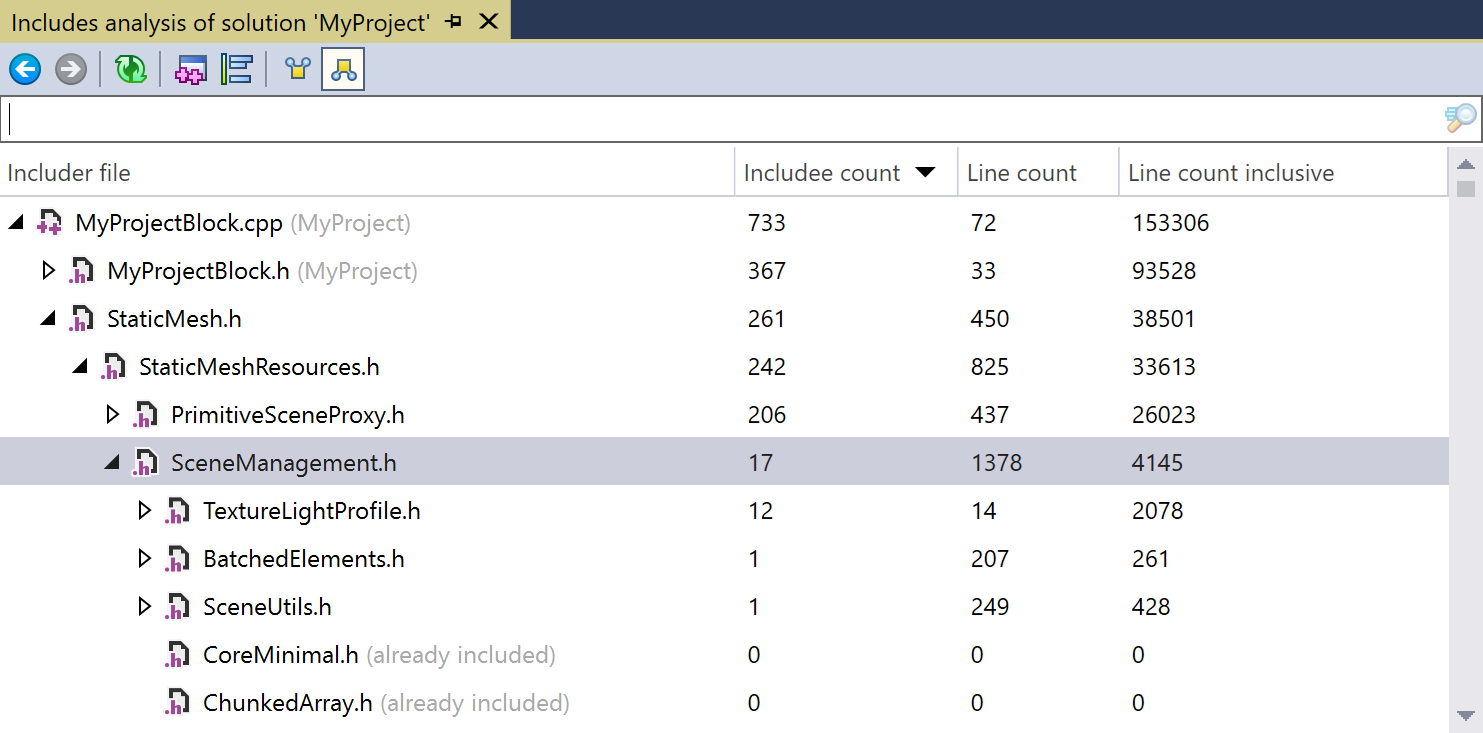 Includes analysis of solution 'MyProject'
Includer file Includee count Line count Line count inclusive
MyProjectBlock.cpp (MyProject) 733 72 153306
MyProjectBlock.h (MyProject) 367 33 93528
StaticMesh.h 261 450 38501
StaticMeshResources.h 242 825 33613
PrimitiveSceneProxy.h 206 437 26023
SceneManagement.h 17 1378 4145
TextureLightProfile.h 12 14 2078
BatchedElements.h 1 207 261
SceneUtils.h 1 249 428
CoreMinimal.h (already included) 0 0 0
ChunkedArray.h (already included) 0 0 0